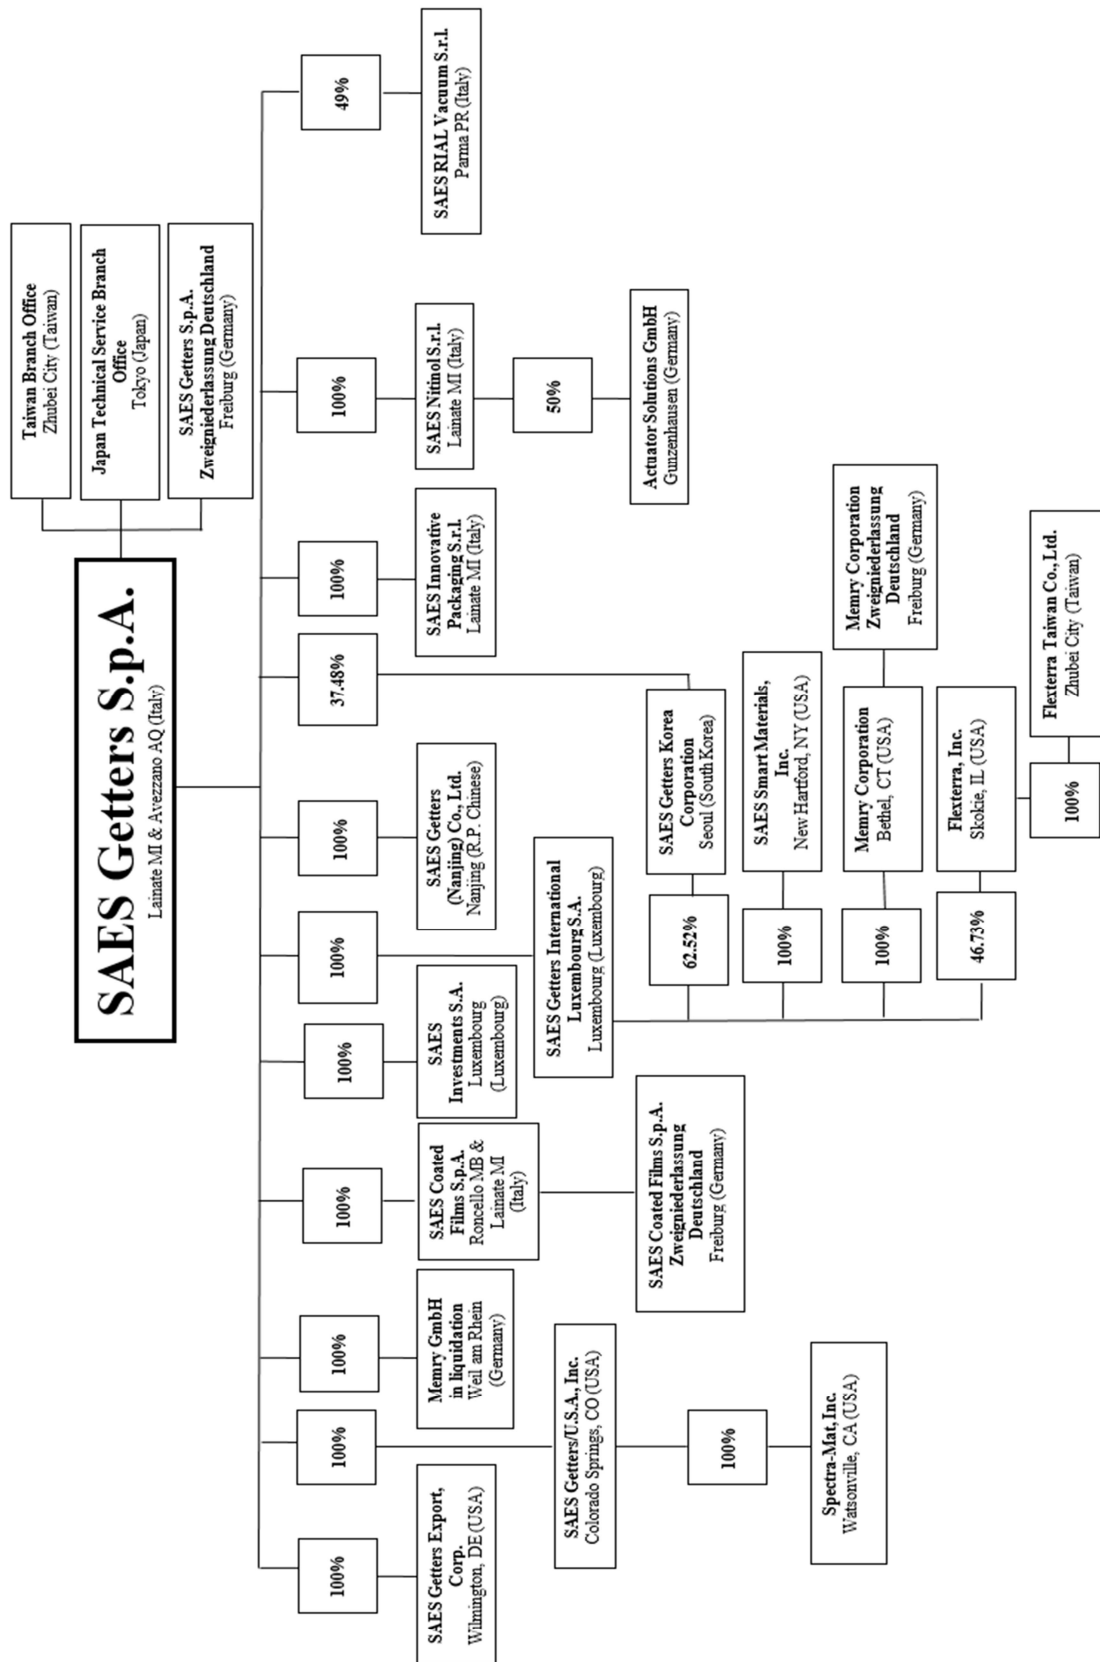 SAES Getters S.p.A.
Lainate MI & Avezzano AQ (Italy)
Taiwan Branch Office
Zhubei City (Taiwan)
Japan Technical Service Branch
Office
Tokyo (Japan)
SAES Getters S.p.A.
Zweigniederlassung Deutschland
Freiburg (Germany)
100%
SAES Getters Export,
Corp.
Wilmington, DE (USA)
100%
SAES Getters/U.S.A., Inc.
Colorado Springs, CO (USA)
100%
Spectra-Mat, Inc.
Watsonville, CA (USA)
100%
Memry GmbH
in liquidation
Weil am Rhein
(Germany)
100%
SAES Coated
Films S.p.A.
Roncello MB &
Lainate MI
(Italy)
SAES Coated Films S.p.A.
Zweigniederlassung
Deutschland
Freiburg (Germany)
100%
SAES
Investments S.A.
Luxembourg
(Luxembourg)
100%
SAES Getters International
Luxembourg S.A.
Luxembourg (Luxembourg)
62.52%
100%
100%
46.73%
100%
SAES Getters
(Nanjing) Co., Ltd.
Nanjing (R.P. Chinese)
37.48%
SAES Getters Korea
Corporation
Seoul (South Korea)
SAES Smart Materials,
Inc.
New Hartford, NY (USA)
Memry Corporation
Bethel, CT (USA)
Memry Corporation
Zweigniederlassung
Deutschland
Freiburg (Germany)
Flexterra, Inc.
Skokie, IL (USA)
100%
Flexterra Taiwan Co., Ltd.
Zhubei City (Taiwan)
100%
SAES Innovative
Packaging S.r.l.
Lainate MI (Italy)
100%
SAES Nitinol S.r.l.
Lainate MI (Italy)
50%
Actuator Solutions GmbH
Gunzenhausen (Germany)
49%
SAES RIAL Vacuum S.r.l.
Parma PR (Italy)